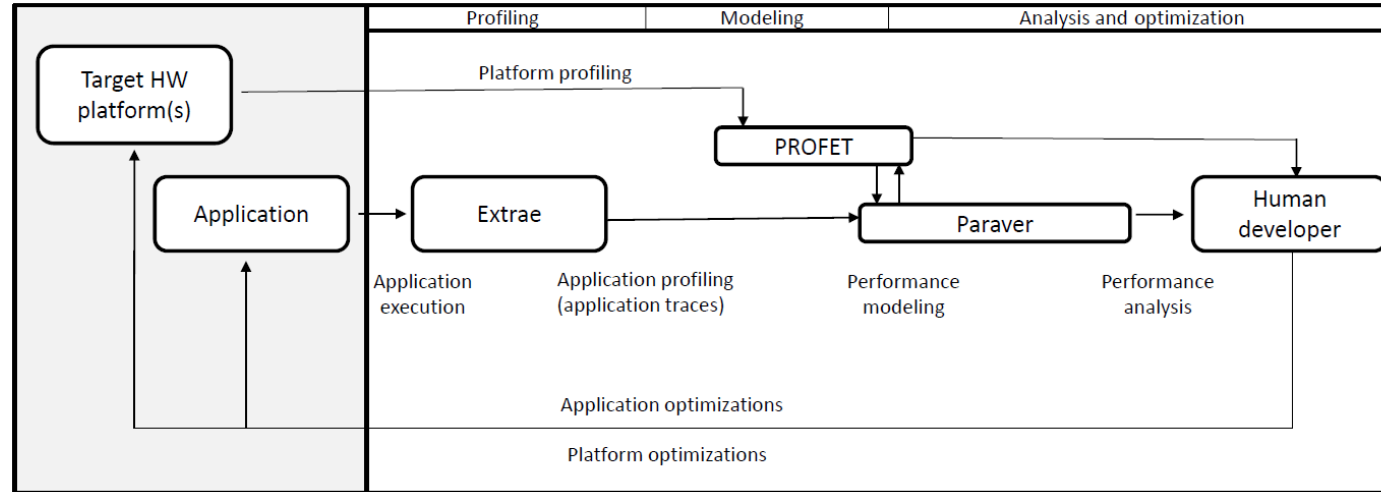 Profiling
Modeling
Analysis and optimization
Target HW
platform(s)
Platform profiling
PROFET
Application
Extrae
Paraver
Human
developer
Application
execution
Application profiling
(application traces)
Performance
modeling
Performance
analysis
Application optimizations
Platform optimizations